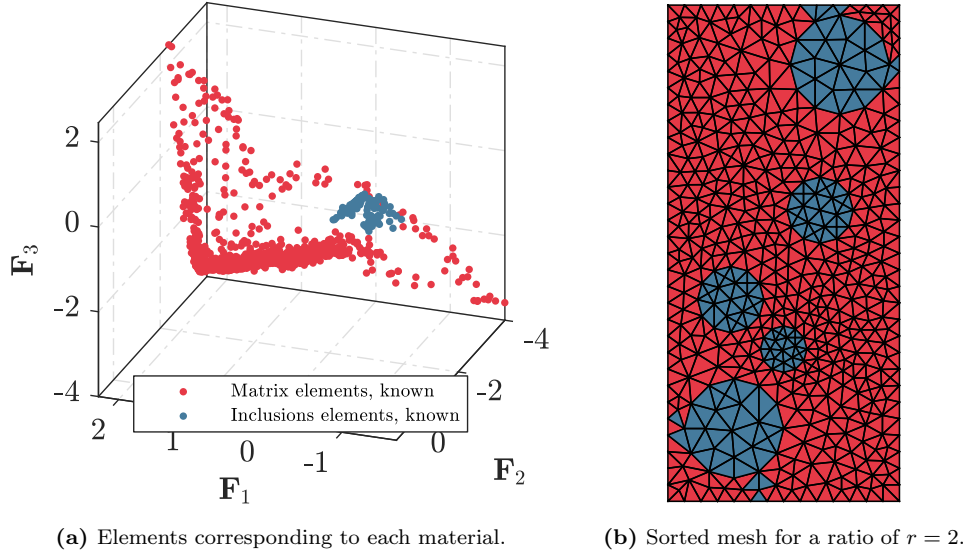 2
0
-2
-4
F3
2
1
0
-1
F1
-4
-2
0
F2
Matrix elements, known
Inclusions elements, known
(a) Elements corresponding to each material.
(b) Sorted mesh for a ratio of r = 2.